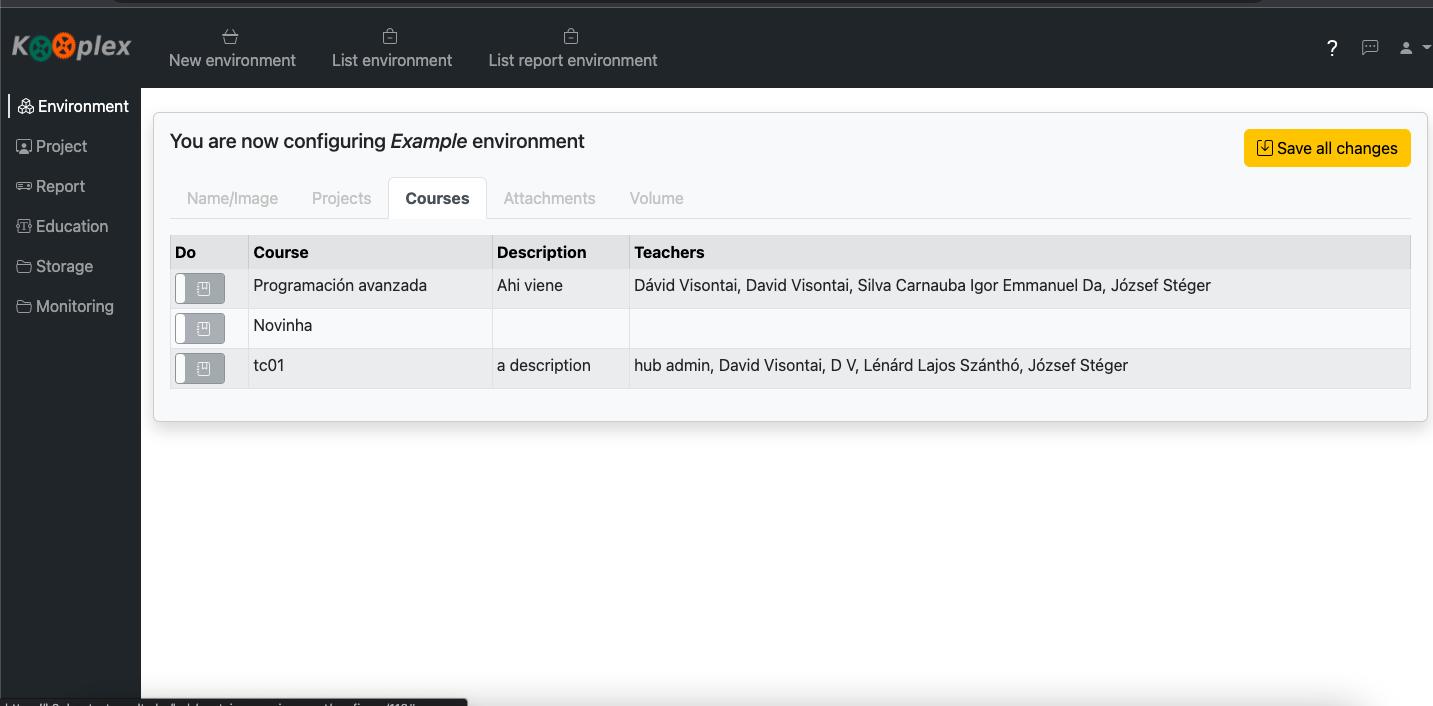 Kooplex
New environment
List environment
List report environment
?
Environment
Project
Report
Education
Storage
Monitoring
You are now configuring Example environment
Save all changes
Name/Image Projects Courses Attachments Volume
Do Course Description Teachers
Programación avanzada Ahi viene Dávid Visontai, David Visontai, Silva Carnauba Igor Emmanuel Da, József Stéger
Novinha
tc01 a description hub admin, David Visontai, D V, Lénárd Lajos Szánthó, József Stéger